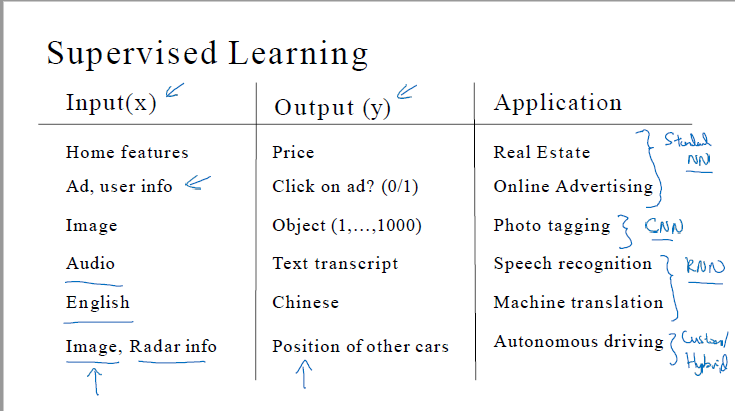 Supervised Learning
Input(x) Output (y) Application
Home features Price Real Estate Standard NN
Ad, user info Click on ad? (0/1) Online Advertising
Image Object (1,...,1000) Photo tagging CNN
Audio Text transcript Speech recognition RNN
English Chinese Machine translation
Image, Radar info Position of other cars Autonomous driving Custom/
Hybrid